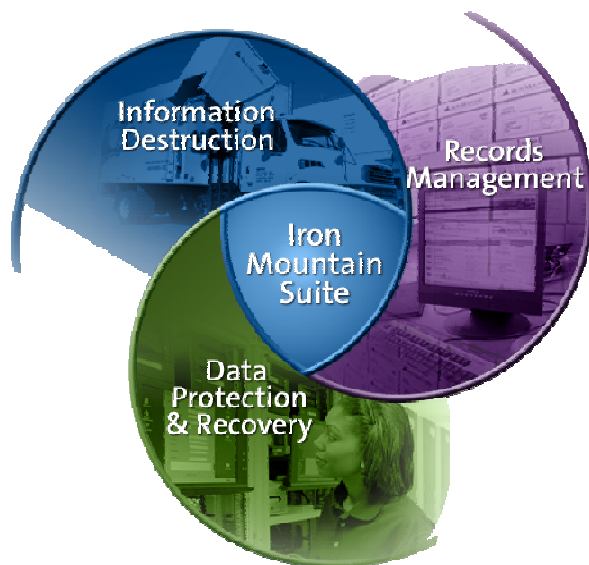 Information
Destruction
Records
Management
Iron
Mountain
Suite
Data
Protection
& Recovery